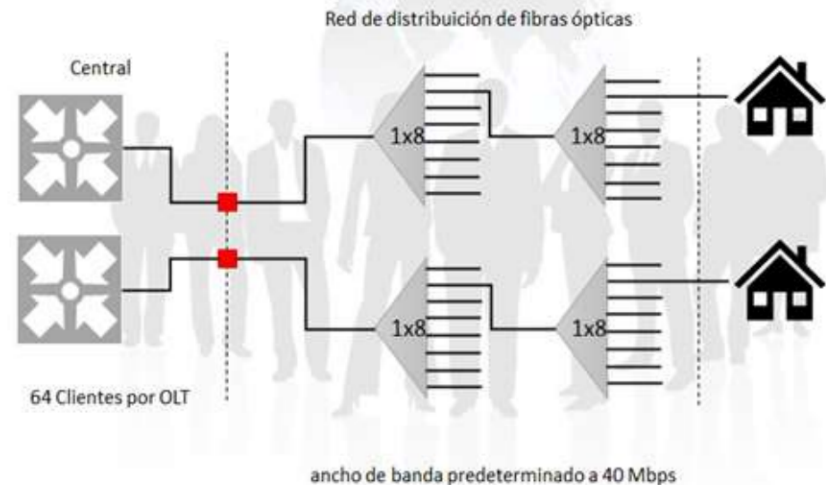 Red de distribuición de fibras ópticas
Central
1x8
1x8
1x8
1x8
64 Clientes por OLT
ancho de banda predeterminado a 40 Mbps